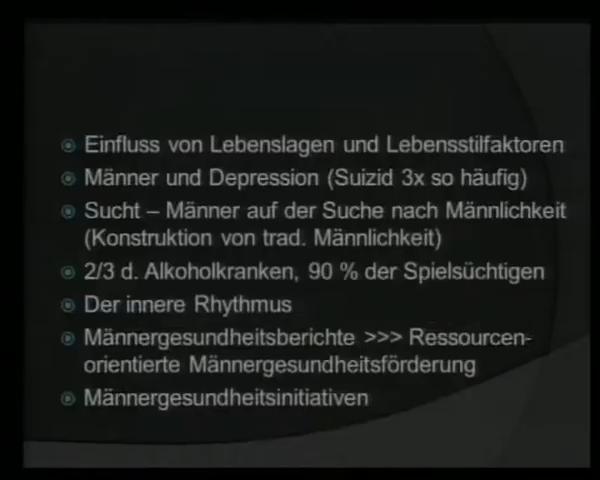 Einfluss von Lebenslagen und Lebensstilfaktoren
Männer und Depression (Suizid 3x so häufig)
Sucht – Männer auf der Suche nach Männlichkeit
(Konstruktion von trad. Männlichkeit)
2/3 d. Alkoholkranken, 90 % der Spielsüchtigen
Der innere Rhythmus
Männergesundheitsberichte >>> Ressourcen-
orientierte Männergesundheitsförderung
Männergesundheitsinitiativen